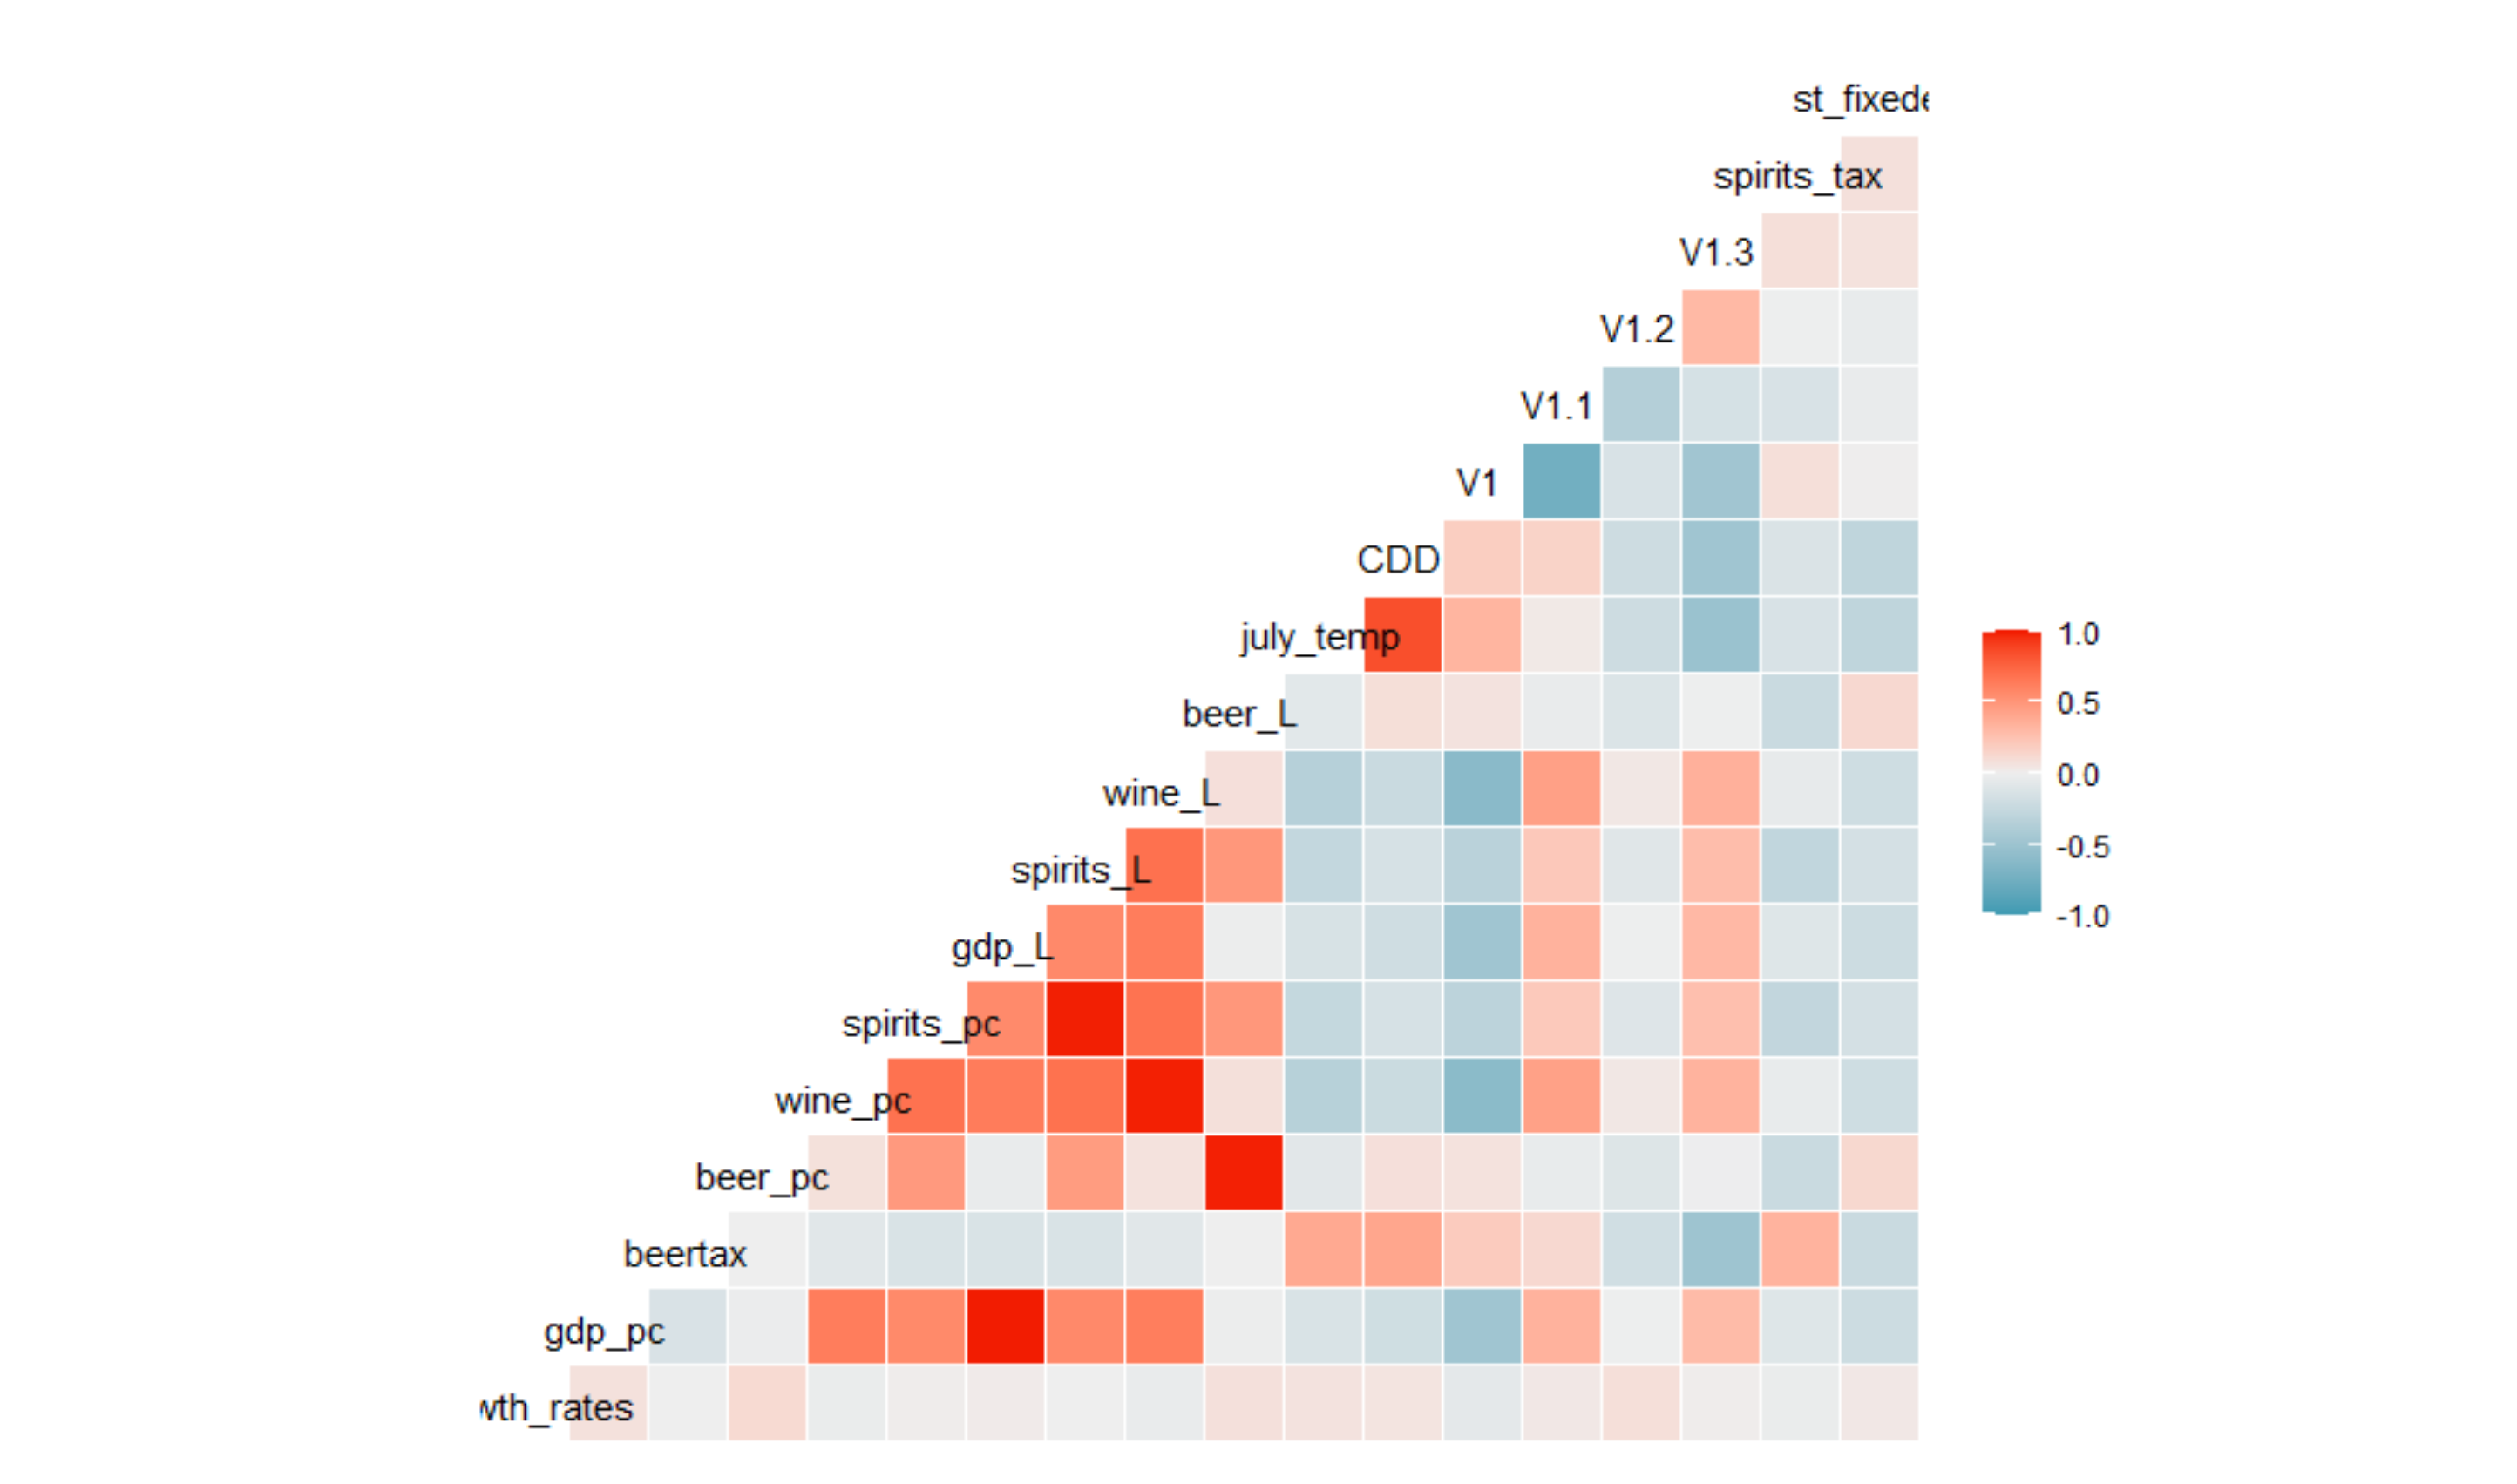 st_fixede
spirits_tax
V1.3
V1.2
V1.1
V1
CDD
july_temp
beer_L
wine_L
spirits_L
gdp_L
spirits_pc
wine_pc
beer_pc
beertax
gdp_pc
wth_rates
1.0
0.5
0.0
-0.5
-1.0